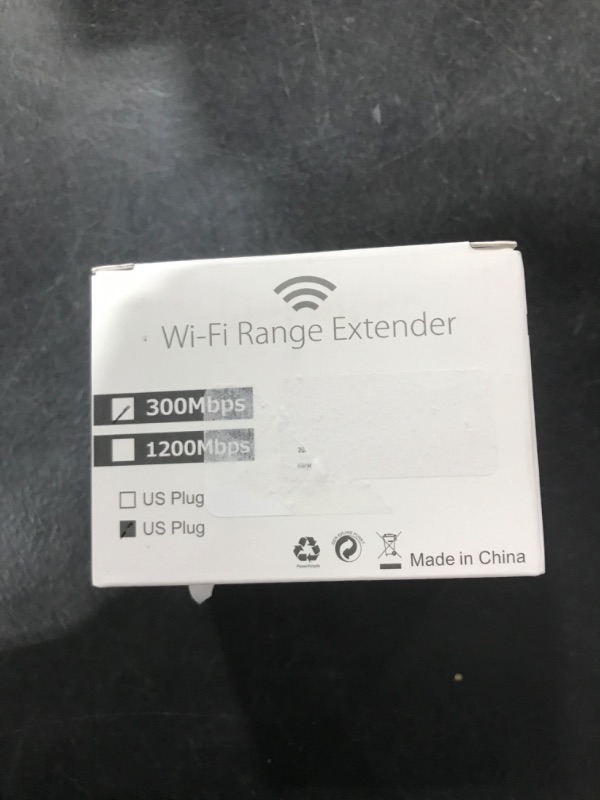 Wi-Fi Range Extender
300Mbps
1200Mbps
US Plug
US Plug
Made in China